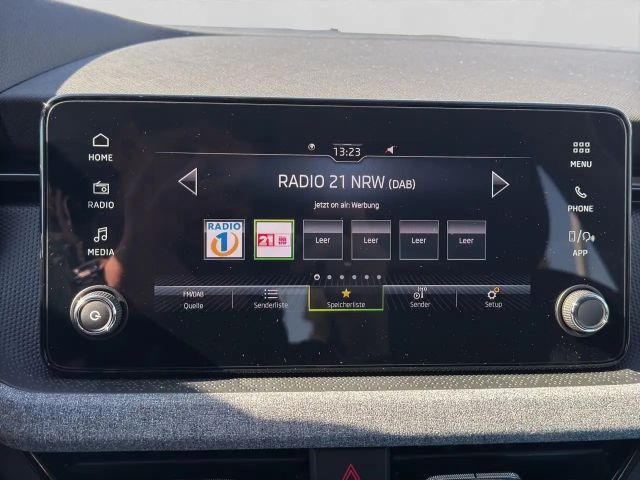 13:23
HOME
MENU
RADIO 21 NRW (DAB)
RADIO
PHONE
jetzt on air: Werbung
MEDIA
APP
RADIO
1
21
Leer
Leer
Leer
Leer
FM/DAB
Quelle
Senderliste
Speicherliste
Sender
Setup